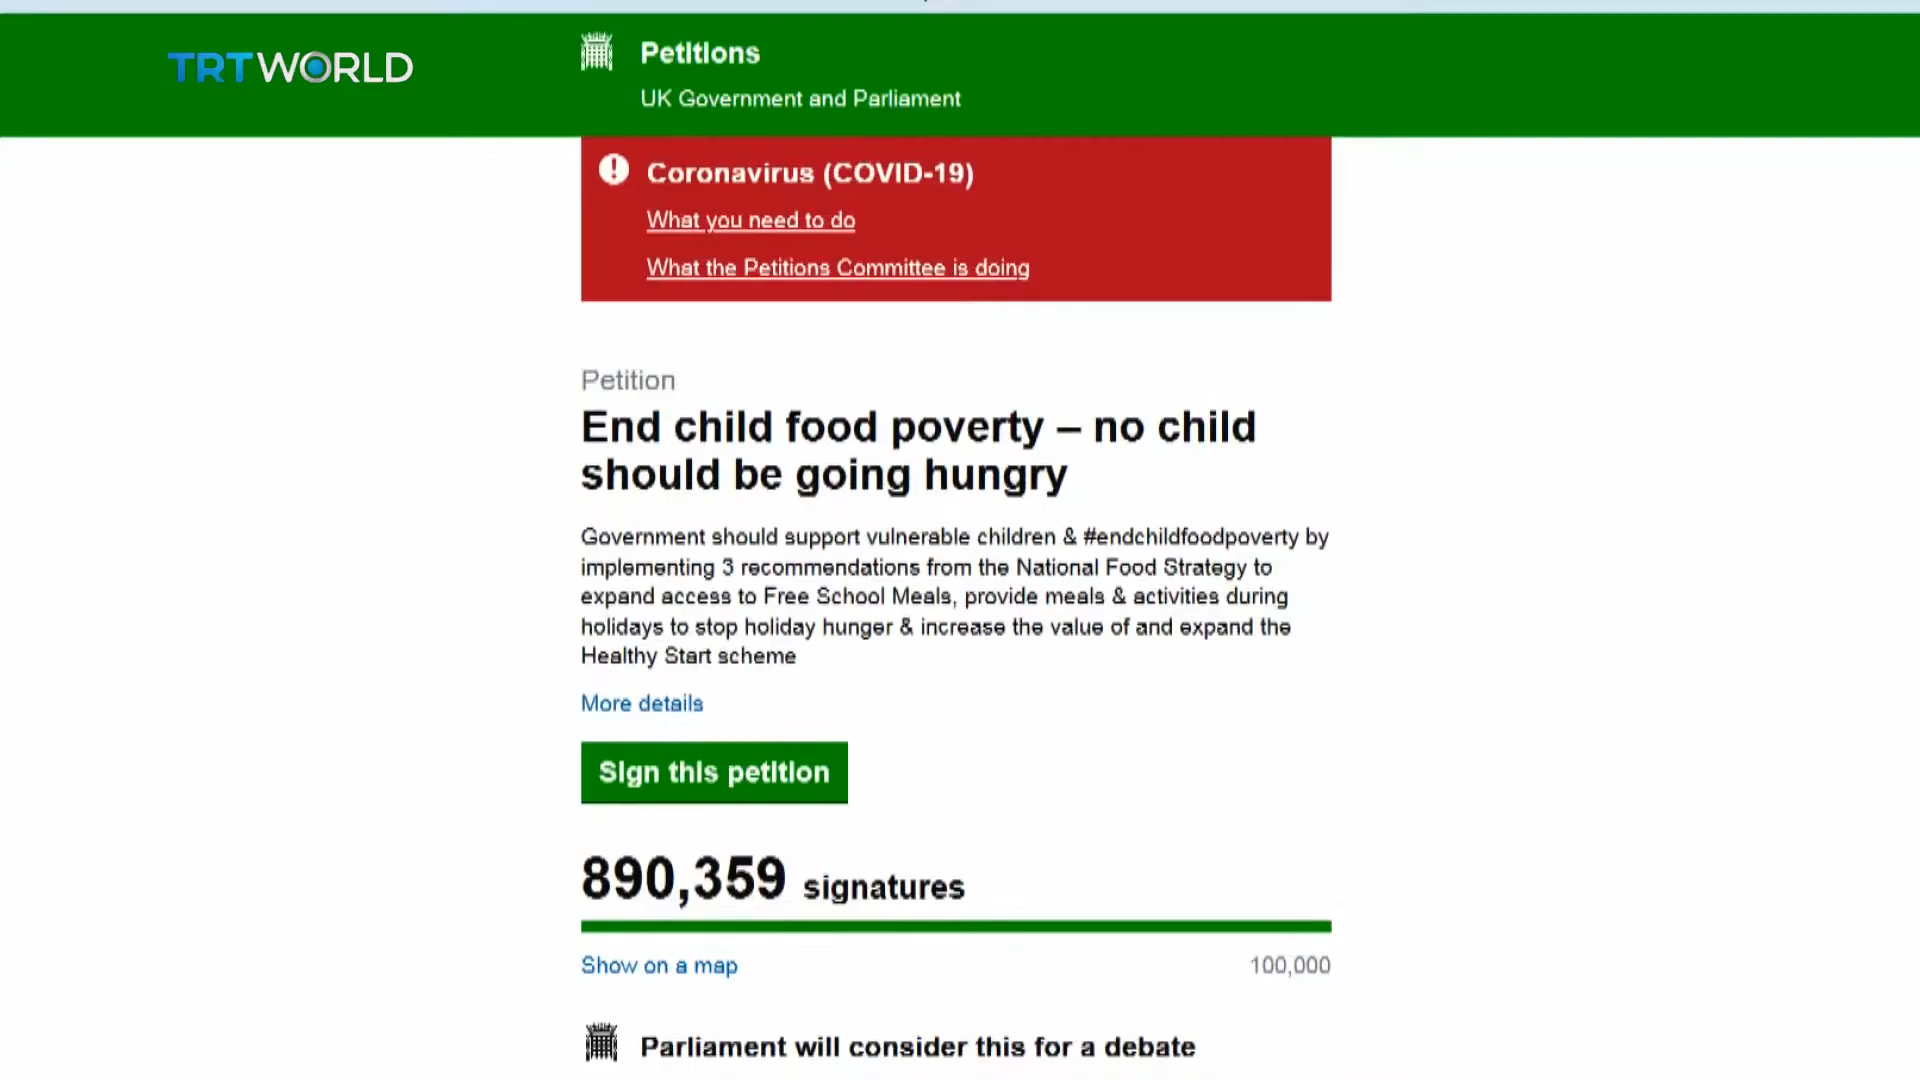 TRT WORLD
Petitions
UK Government and Parliament
Coronavirus (COVID-19)
What you need to do
What the Petitions Committee is doing
Petition
End child food poverty – no child
should be going hungry
Government should support vulnerable children & #endchildfoodpoverty by
implementing 3 recommendations from the National Food Strategy to
expand access to Free School Meals, provide meals & activities during
holidays to stop holiday hunger & increase the value of and expand the
Healthy Start scheme
More details
Sign this petition
890,359 signatures
Show on a map
100,000
Parliament will consider this for a debate